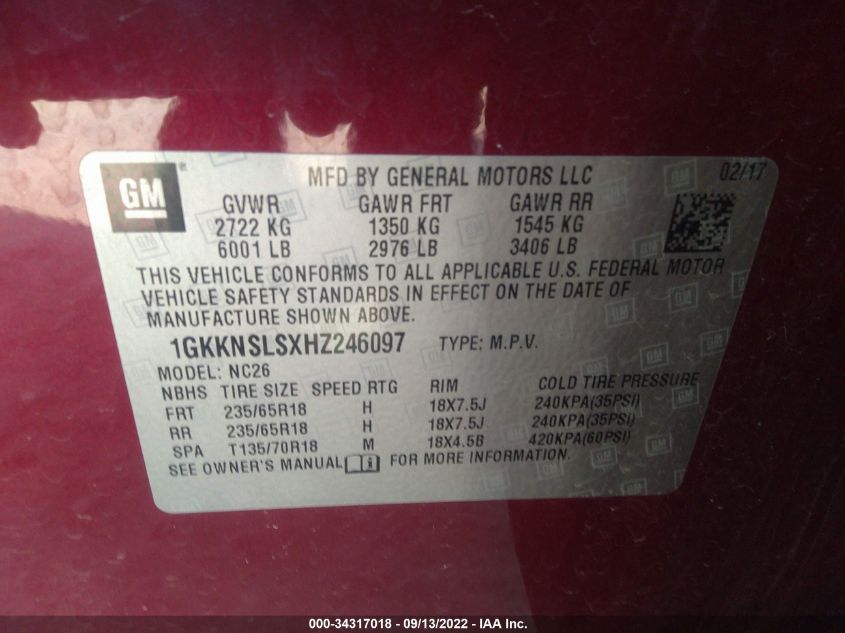 GM
MFD BY GENERAL MOTORS LLC 02/17
GVWR GAWR FRT GAWR RR
2722 KG 1350 KG 1545 KG
6001 LB 2976 LB 3406 LB
THIS VEHICLE CONFORMS TO ALL APPLICABLE U.S. FEDERAL MOTOR
VEHICLE SAFETY STANDARDS IN EFFECT ON THE DATE OF
MANUFACTURE SHOWN ABOVE.
1GKKNSLSXHZ246097 TYPE: M.P.V.
MODEL: NC26
NBHS TIRE SIZE SPEED RTG RIM COLD TIRE PRESSURE
FRT 235/65R18 H 18X7.5J 240KPA(35PSI)
RR 235/65R18 H 18X7.5J 240KPA(35PSI)
SPA T135/70R18 M 18X4.5B 420KPA(60PSI)
SEE OWNER'S MANUAL FOR MORE INFORMATION.
000-34317018 - 09/13/2022 - IAA Inc.